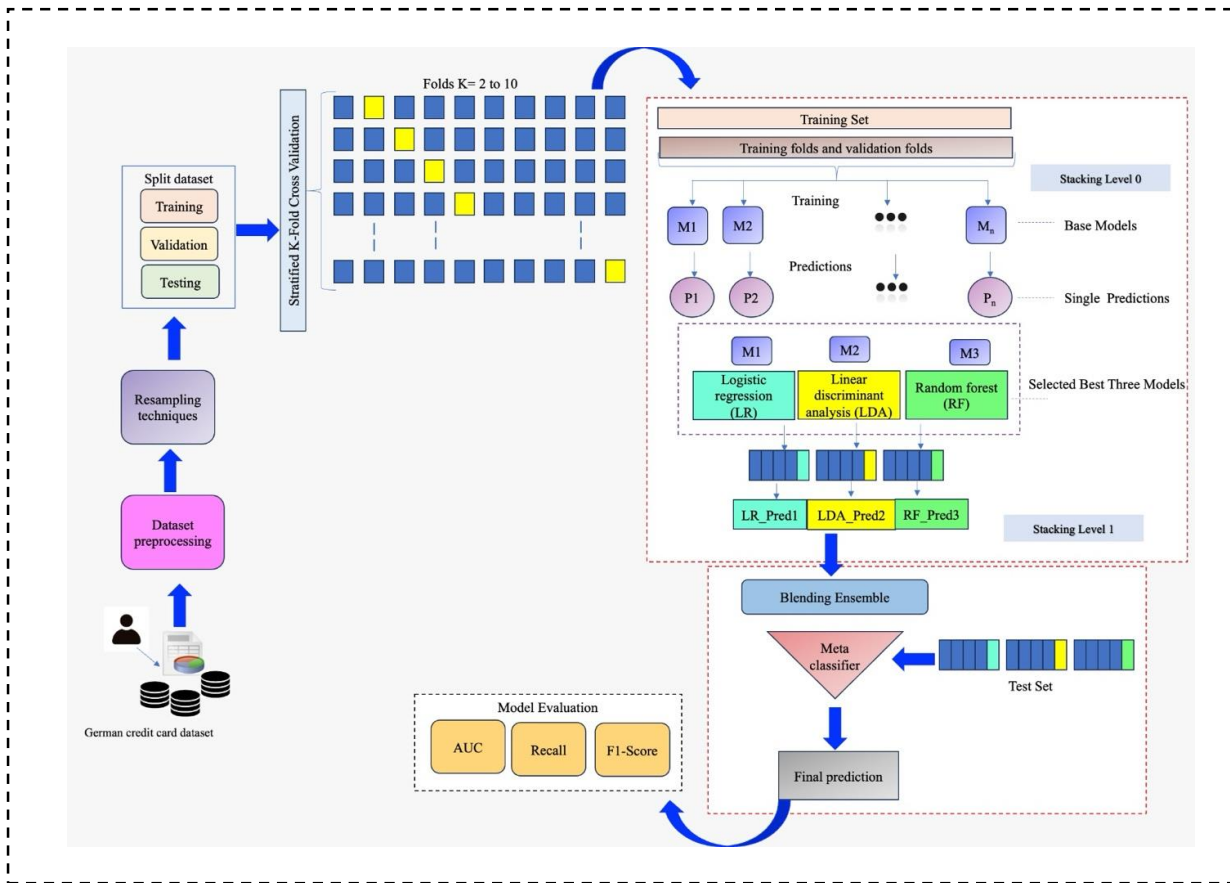 Folds K= 2 to 10
Stratified K-Fold Cross Validation
Split dataset
Training
Validation
Testing
Resampling
techniques
Dataset
preprocessing
German credit card dataset
Training Set
Training folds and validation folds
Stacking Level 0
Training
M1
M2
Mn
Base Models
Predictions
P1
P2
Pn
Single Predictions
M1
M2
M3
Logistic
regression
(LR)
Linear
discriminant
analysis (LDA)
Random forest
(RF)
Selected Best Three Models
LR_Pred1
LDA_Pred2
RF_Pred3
Stacking Level 1
Blending Ensemble
Meta
classifier
Test Set
Final prediction
Model Evaluation
AUC
Recall
F1-Score